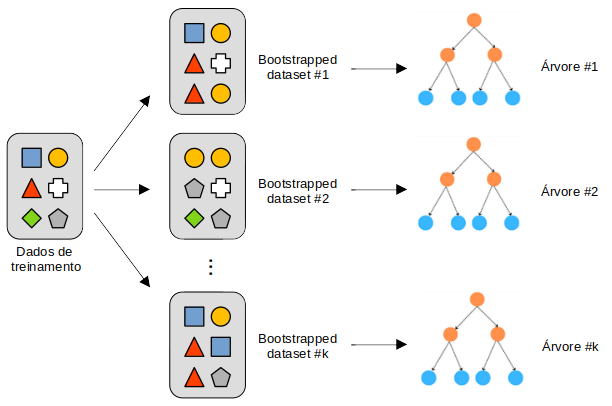 Bootstrapped
dataset #1
Árvore #1
Dados de
treinamento
Bootstrapped
dataset #2
Árvore #2
Bootstrapped
dataset #k
Árvore #k